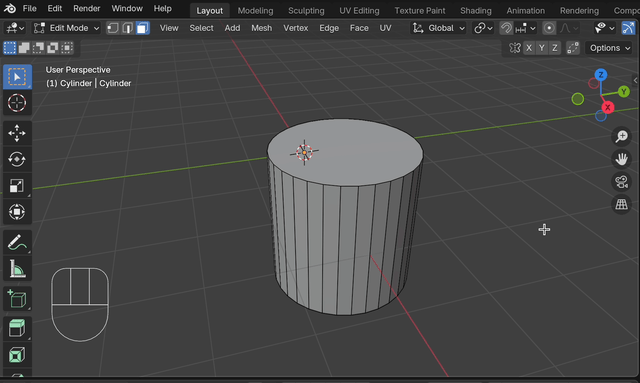 File Edit Render Window Help Layout Modeling Sculpting UV Editing Texture Paint Shading Animation Rendering
Edit Mode View Select Add Mesh Vertex Edge Face UV Global
X Y Z Options
User Perspective
(1) Cylinder | Cylinder
Z
Y
X